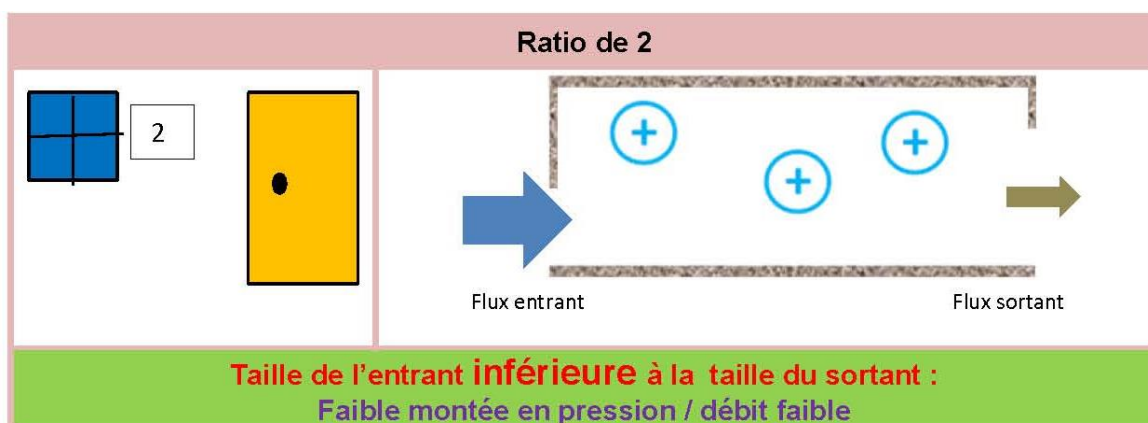 Ratio de 2
2
Flux entrant
Flux sortant
Taille de l'entrant inférieure à la taille du sortant :
Faible montée en pression / débit faible